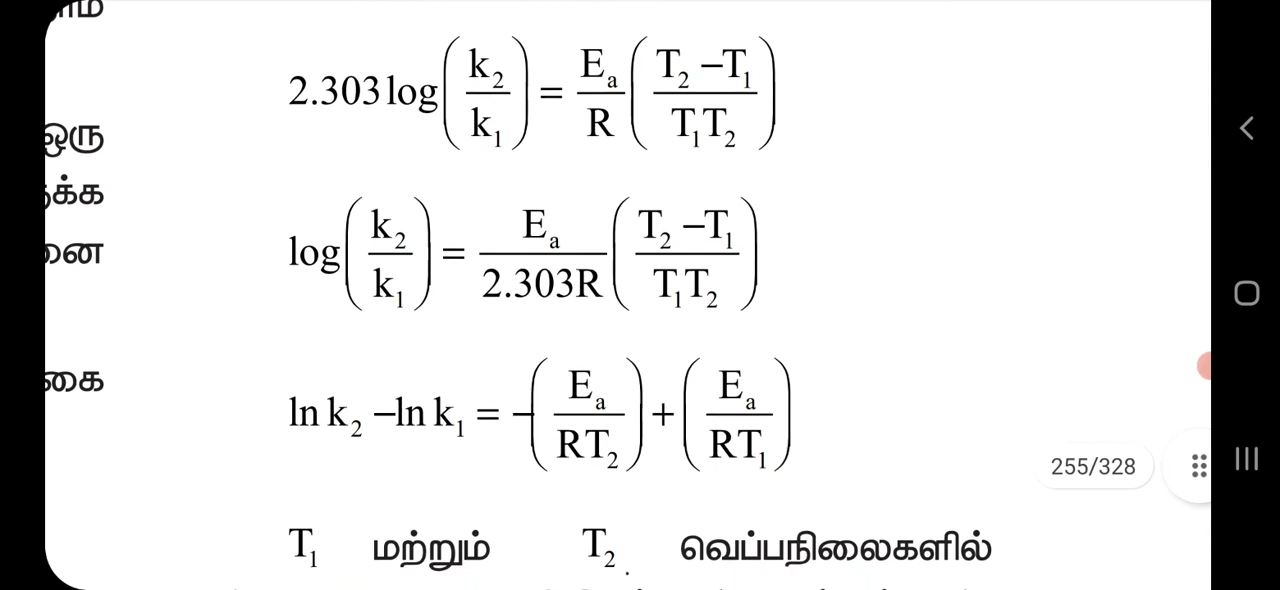 2.303 log(k₂/k₁) = Eₐ/R ((T₂ − T₁)/(T₁T₂))
ஒரு
log(k₂/k₁) = Eₐ/(2.303R) ((T₂ − T₁)/(T₁T₂))
ln k₂ − ln k₁ = −(Eₐ/(RT₂)) + (Eₐ/(RT₁))
255/328
T₁ மற்றும் T₂ வெப்பநிலைகளில்